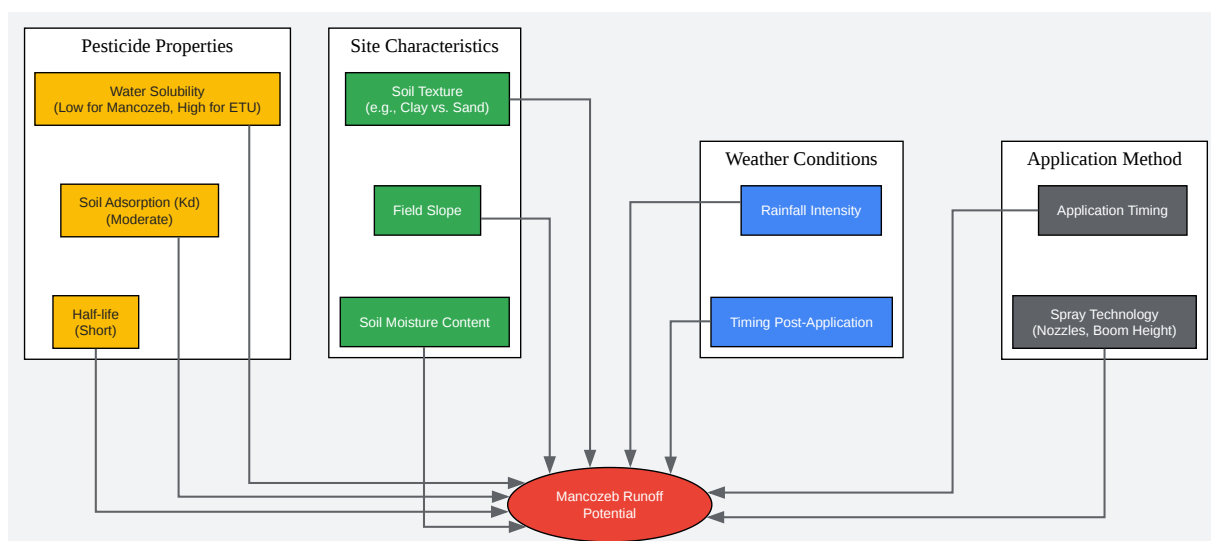 Pesticide Properties
Water Solubility
(Low for Mancozeb, High for ETU)
Soil Adsorption (Kd)
(Moderate)
Half-life
(Short)
Site Characteristics
Soil Texture
(e.g., Clay vs. Sand)
Field Slope
Soil Moisture Content
Weather Conditions
Rainfall Intensity
Timing Post-Application
Application Method
Application Timing
Spray Technology
(Nozzles, Boom Height)
Mancozeb Runoff
Potential